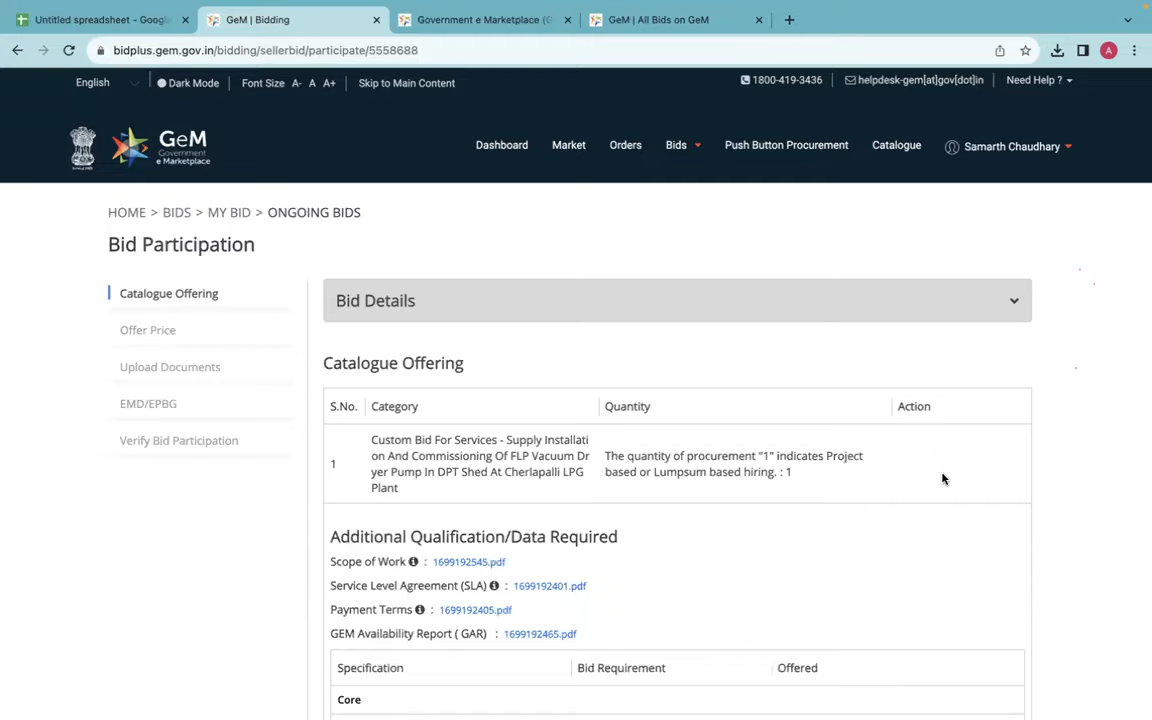 Untitled spreadsheet - Google
GeM | Bidding
Government e Marketplace (G
GeM | All Bids on GeM
bidplus.gem.gov.in/bidding/sellerbid/participate/5558688
A
English
Dark Mode
Font Size A- A A+
Skip to Main Content
1800-419-3436
helpdesk-gem[at]gov[dot]in
Need Help ?
GeM
Government
e Marketplace
Dashboard
Market
Orders
Bids
Push Button Procurement
Catalogue
Samarth Chaudhary
HOME > BIDS > MY BID > ONGOING BIDS
Bid Participation
Catalogue Offering
Offer Price
Upload Documents
EMD/EPBG
Verify Bid Participation
Bid Details
Catalogue Offering
S.No. Category Quantity Action
1
Custom Bid For Services - Supply Installati
on And Commissioning Of FLP Vacuum Dr
yer Pump In DPT Shed At Cherlapalli LPG
Plant
The quantity of procurement "1" indicates Project
based or Lumpsum based hiring. : 1
Additional Qualification/Data Required
Scope of Work : 1699192545.pdf
Service Level Agreement (SLA) : 1699192401.pdf
Payment Terms : 1699192405.pdf
GEM Availability Report ( GAR) : 1699192465.pdf
Specification Bid Requirement Offered
Core